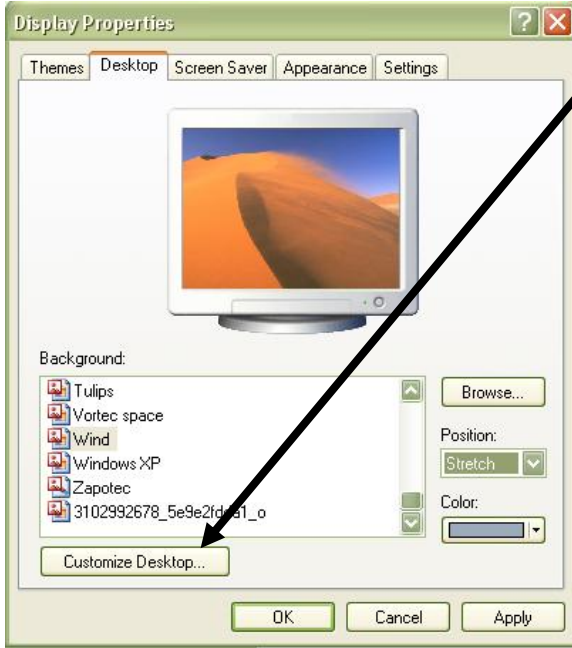 Display Properties
Themes Desktop Screen Saver Appearance Settings
Background:
Tulips
Vortec space
Wind
Windows XP
Zapotec
Browse...
Position:
Stretch
Color:
Customize Desktop...
OK Cancel Apply